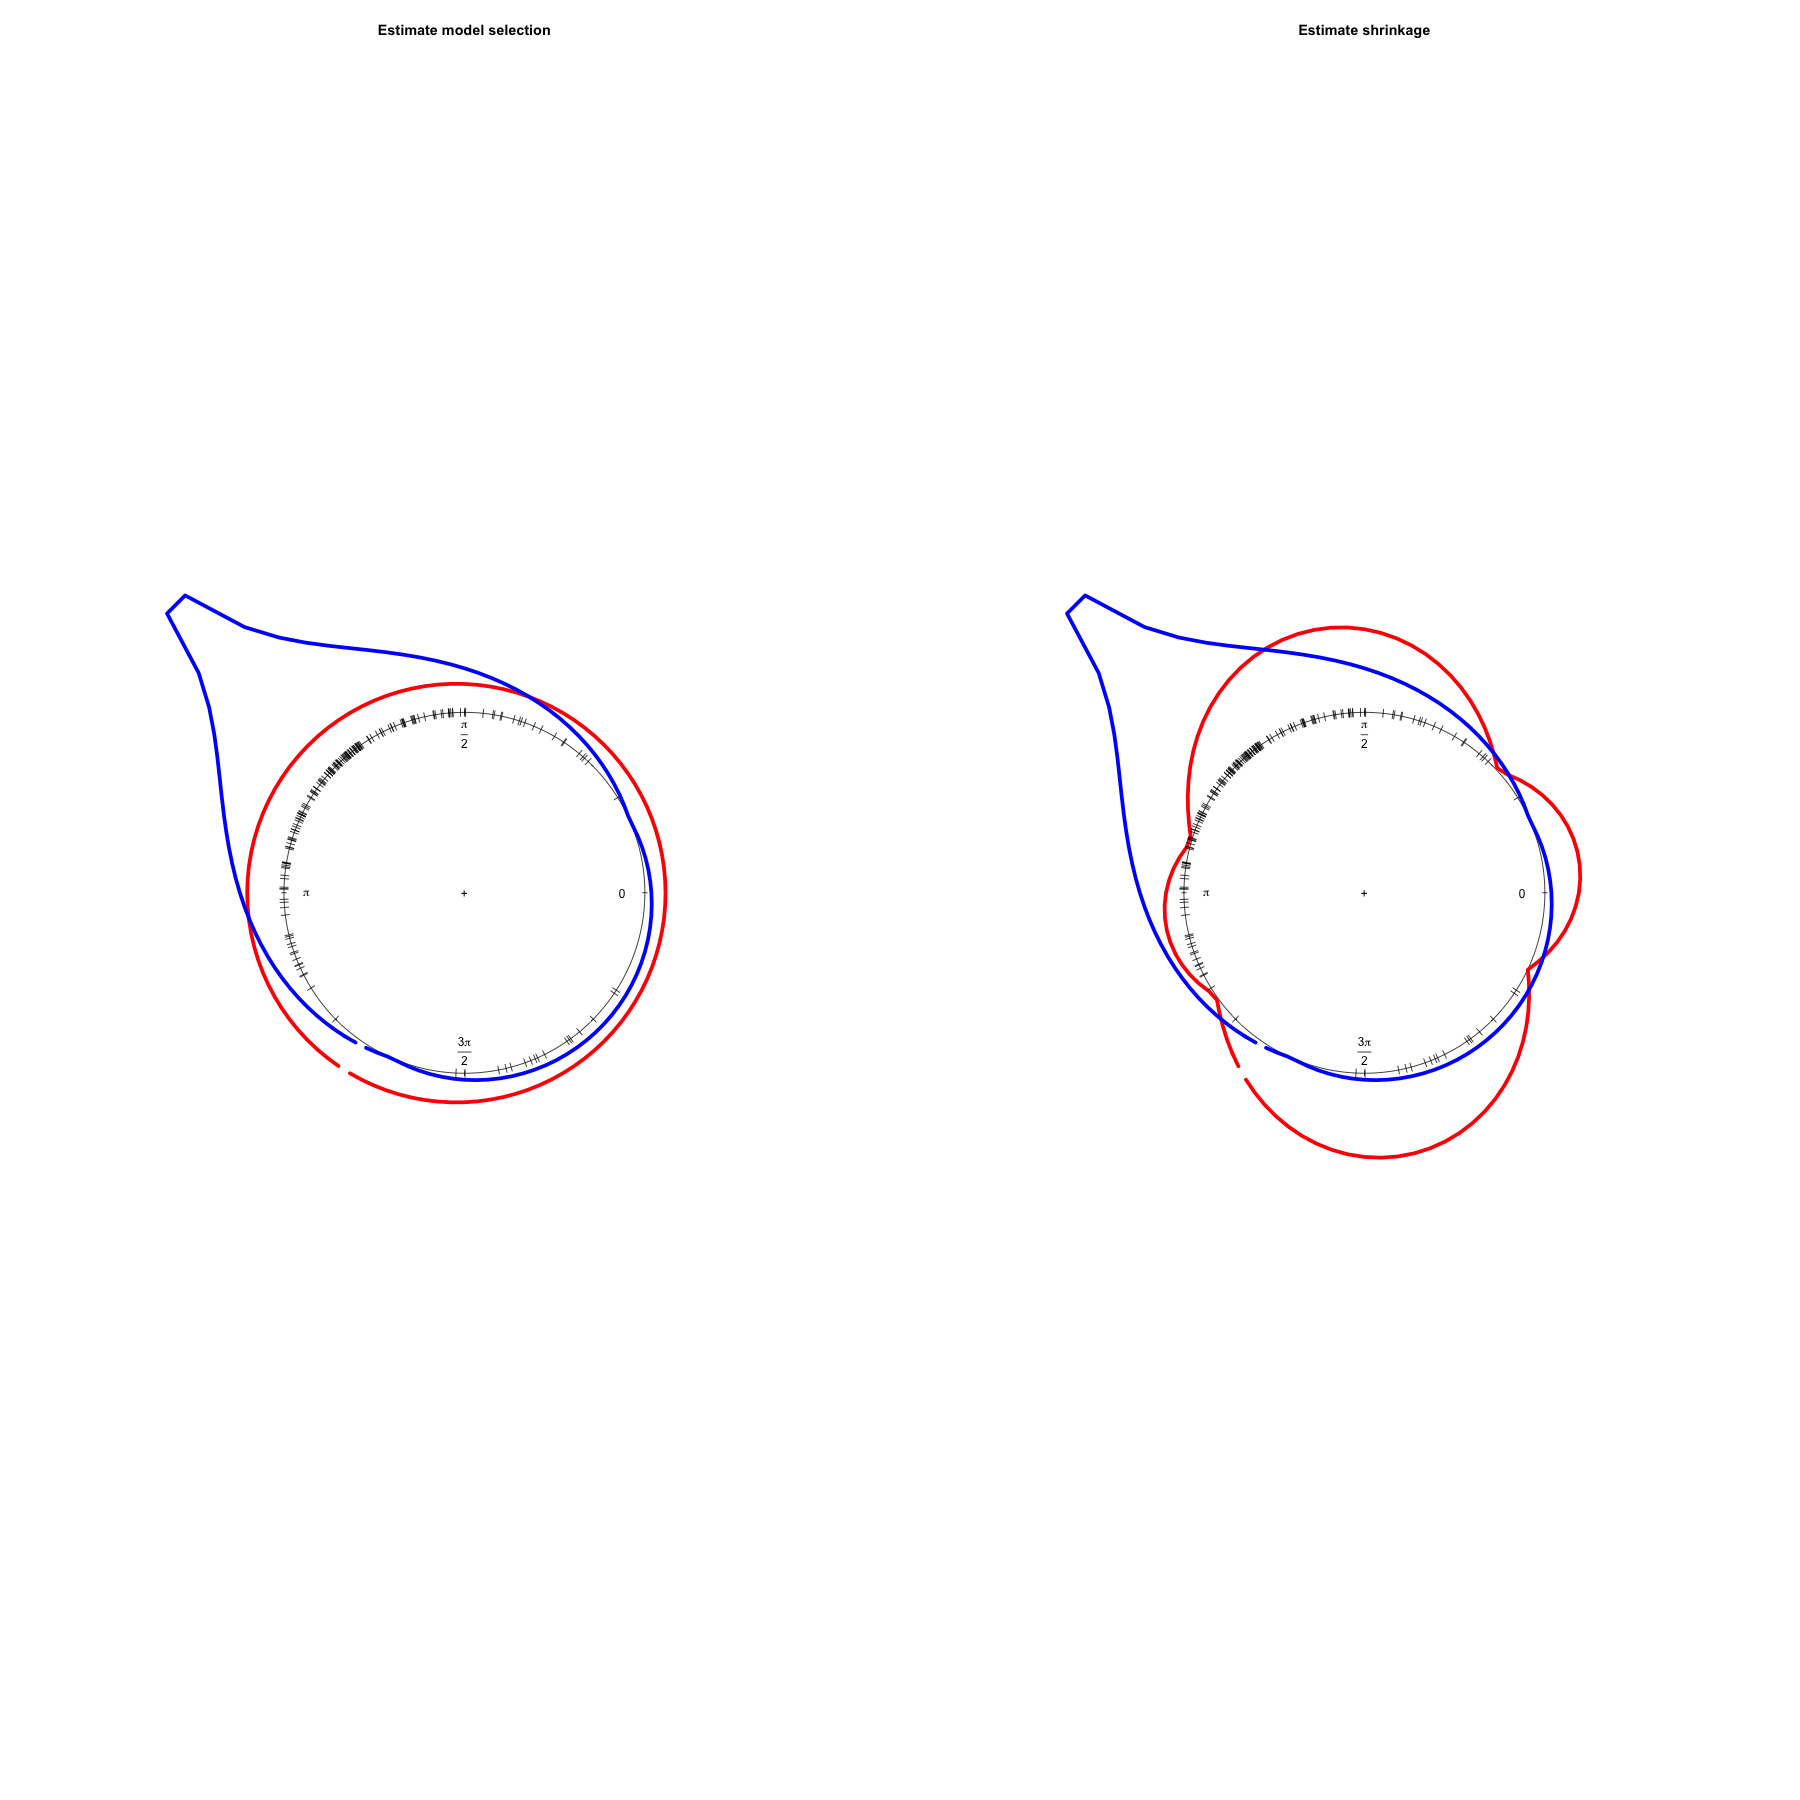 Estimate model selection
Estimate shrinkage
π
2
π
+
0
3π
2
π
2
π
+
0
3π
2